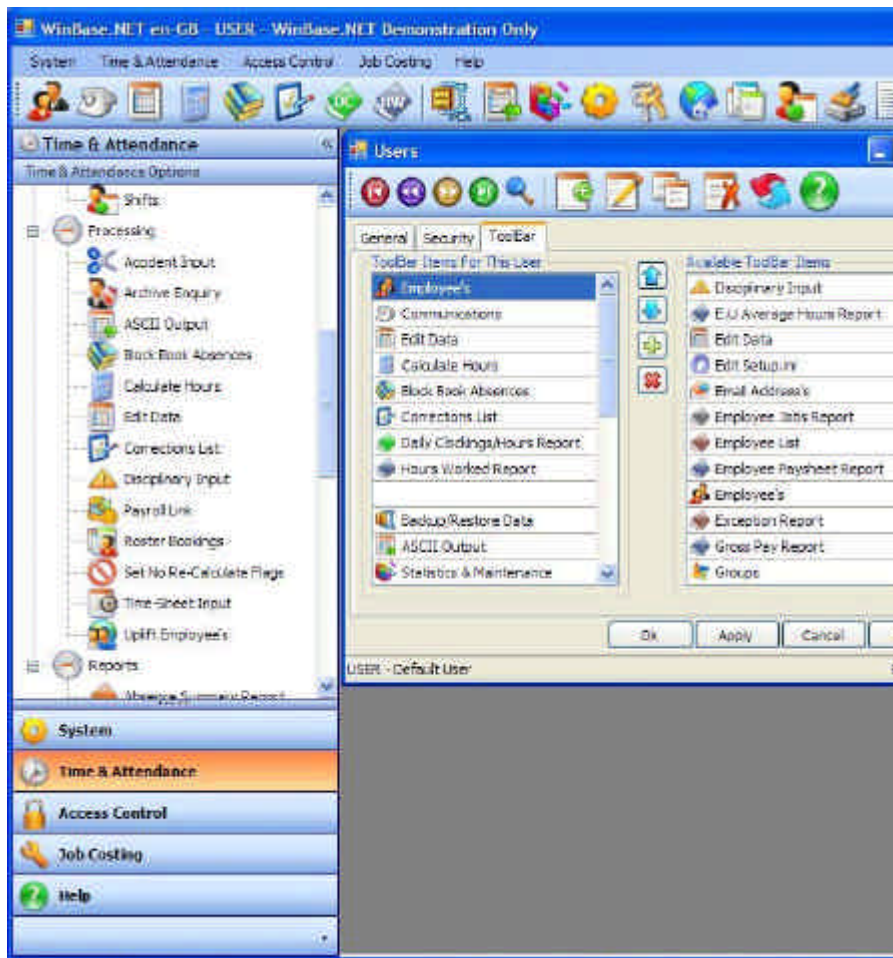 WinBase.NET en-GB - USER - WinBase.NET Demonstration Only
System Time & Attendance Access Control Job Costing Help
DC HW
Time & Attendance
Time & Attendance Options
Shifts
Processing
Accident Input
Archive Enquiry
ASCII Output
Block Book Absences
Calculate Hours
Edit Data
Corrections List
Disciplinary Input
Payroll Link
Roster Bookings
Set No Re-Calculate Flags
Time-Sheet Input
Uplift Employee's
Reports
Absence Summary Report
System
Time & Attendance
Access Control
Job Costing
Help
Users
General Security ToolBar
ToolBar Items For This User
Employee's
Communications
Edit Data
Calculate Hours
Block Book Absences
Corrections List
Daily Clockings/Hours Report
Hours Worked Report
Backup/Restore Data
ASCII Output
Statistics & Maintenance
Available ToolBar Items
Disciplinary Input
E.U Average Hours Report
Edit Data
Edit Setup.ini
Email Address's
Employee Jobs Report
Employee List
Employee Paysheet Report
Employee's
Exception Report
Gross Pay Report
Groups
Ok Apply Cancel
USER - Default User